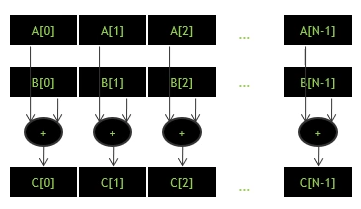 A[0] A[1] A[2] ... A[N-1]
B[0] B[1] B[2] ... B[N-1]
+ + + +
C[0] C[1] C[2] ... C[N-1]